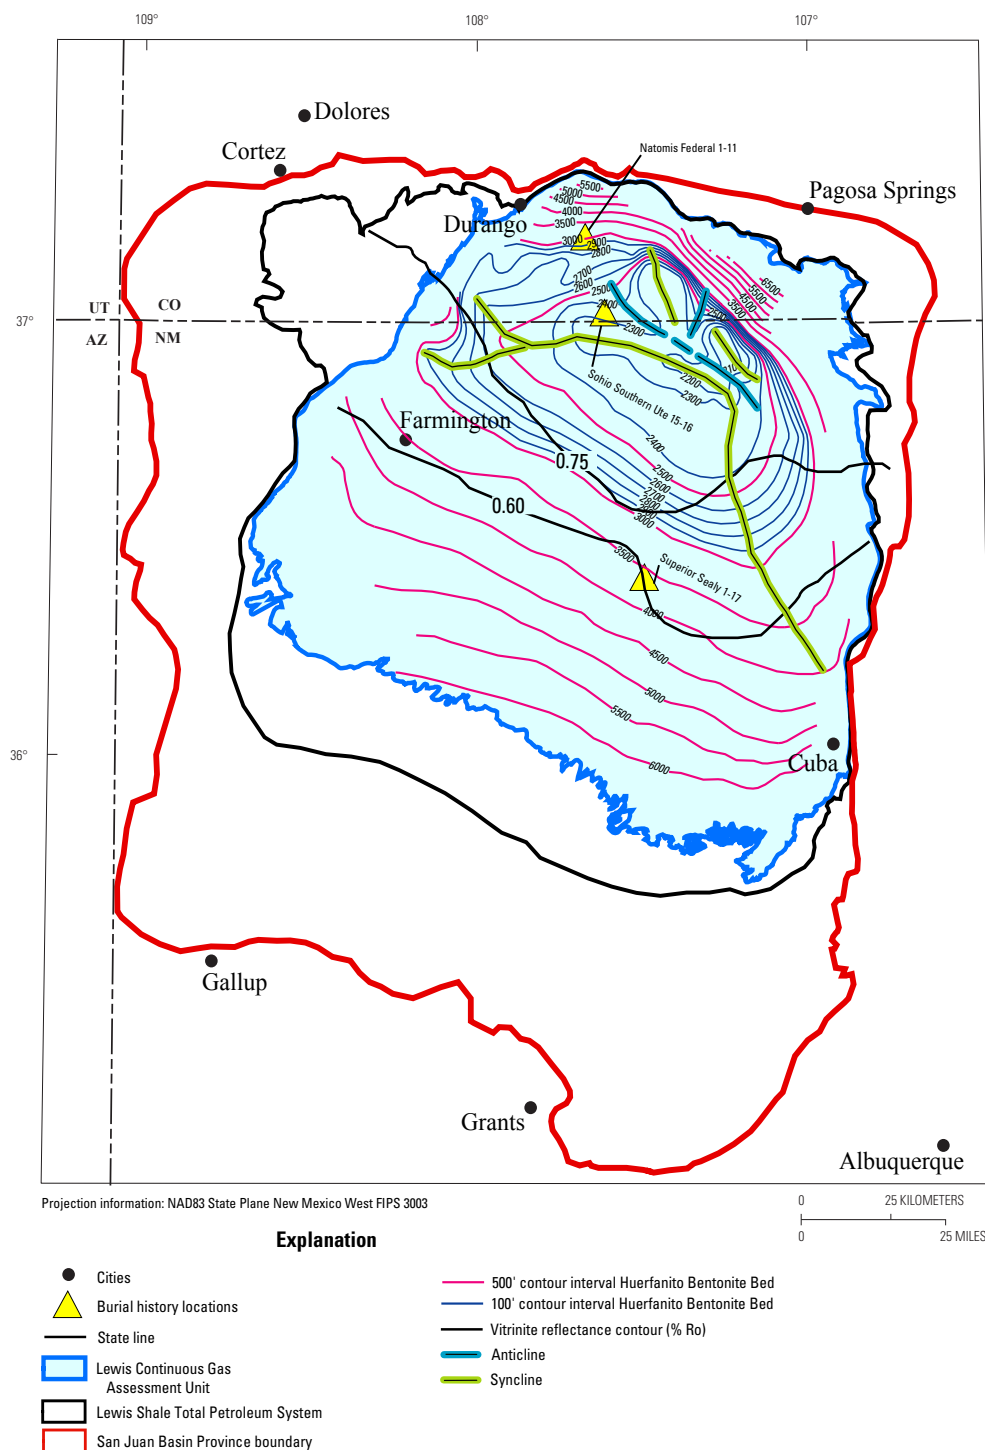 109°
108°
107°
Dolores
Cortez
Natomis Federal 1-11
Pagosa Springs
Durango
5500
5000
4500
4000
3500
3000
2900
2800
2700
2600
2500
2400
2300
6500
5500
4500
4000
3500
2500
UT
CO
37°
AZ
NM
2200
2300
Sohio Southern Ute 15-16
Farmington
2400
0.75
2500
2600
2700
2800
3000
0.60
3500
Superior Sealy 1-17
4000
4500
5000
5500
6000
36°
Cuba
Gallup
Grants
Albuquerque
Projection information: NAD83 State Plane New Mexico West FIPS 3003
0 25 KILOMETERS
0 25 MILES
Explanation
Cities
Burial history locations
State line
Lewis Continuous Gas
Assessment Unit
Lewis Shale Total Petroleum System
San Juan Basin Province boundary
500' contour interval Huerfanito Bentonite Bed
100' contour interval Huerfanito Bentonite Bed
Vitrinite reflectance contour (% Ro)
Anticline
Syncline